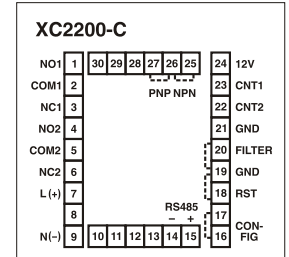 XC2200-C
NO1 1 30 29 28 27 26 25 24 12V
COM1 2 PNP NPN 23 CNT1
NC1 3 22 CNT2
NO2 4 21 GND
COM2 5 20 FILTER
NC2 6 19 GND
L(+) 7 18 RST
8 RS485 17 CON-
N(-) 9 10 11 12 13 14 15 16 FIG
- +